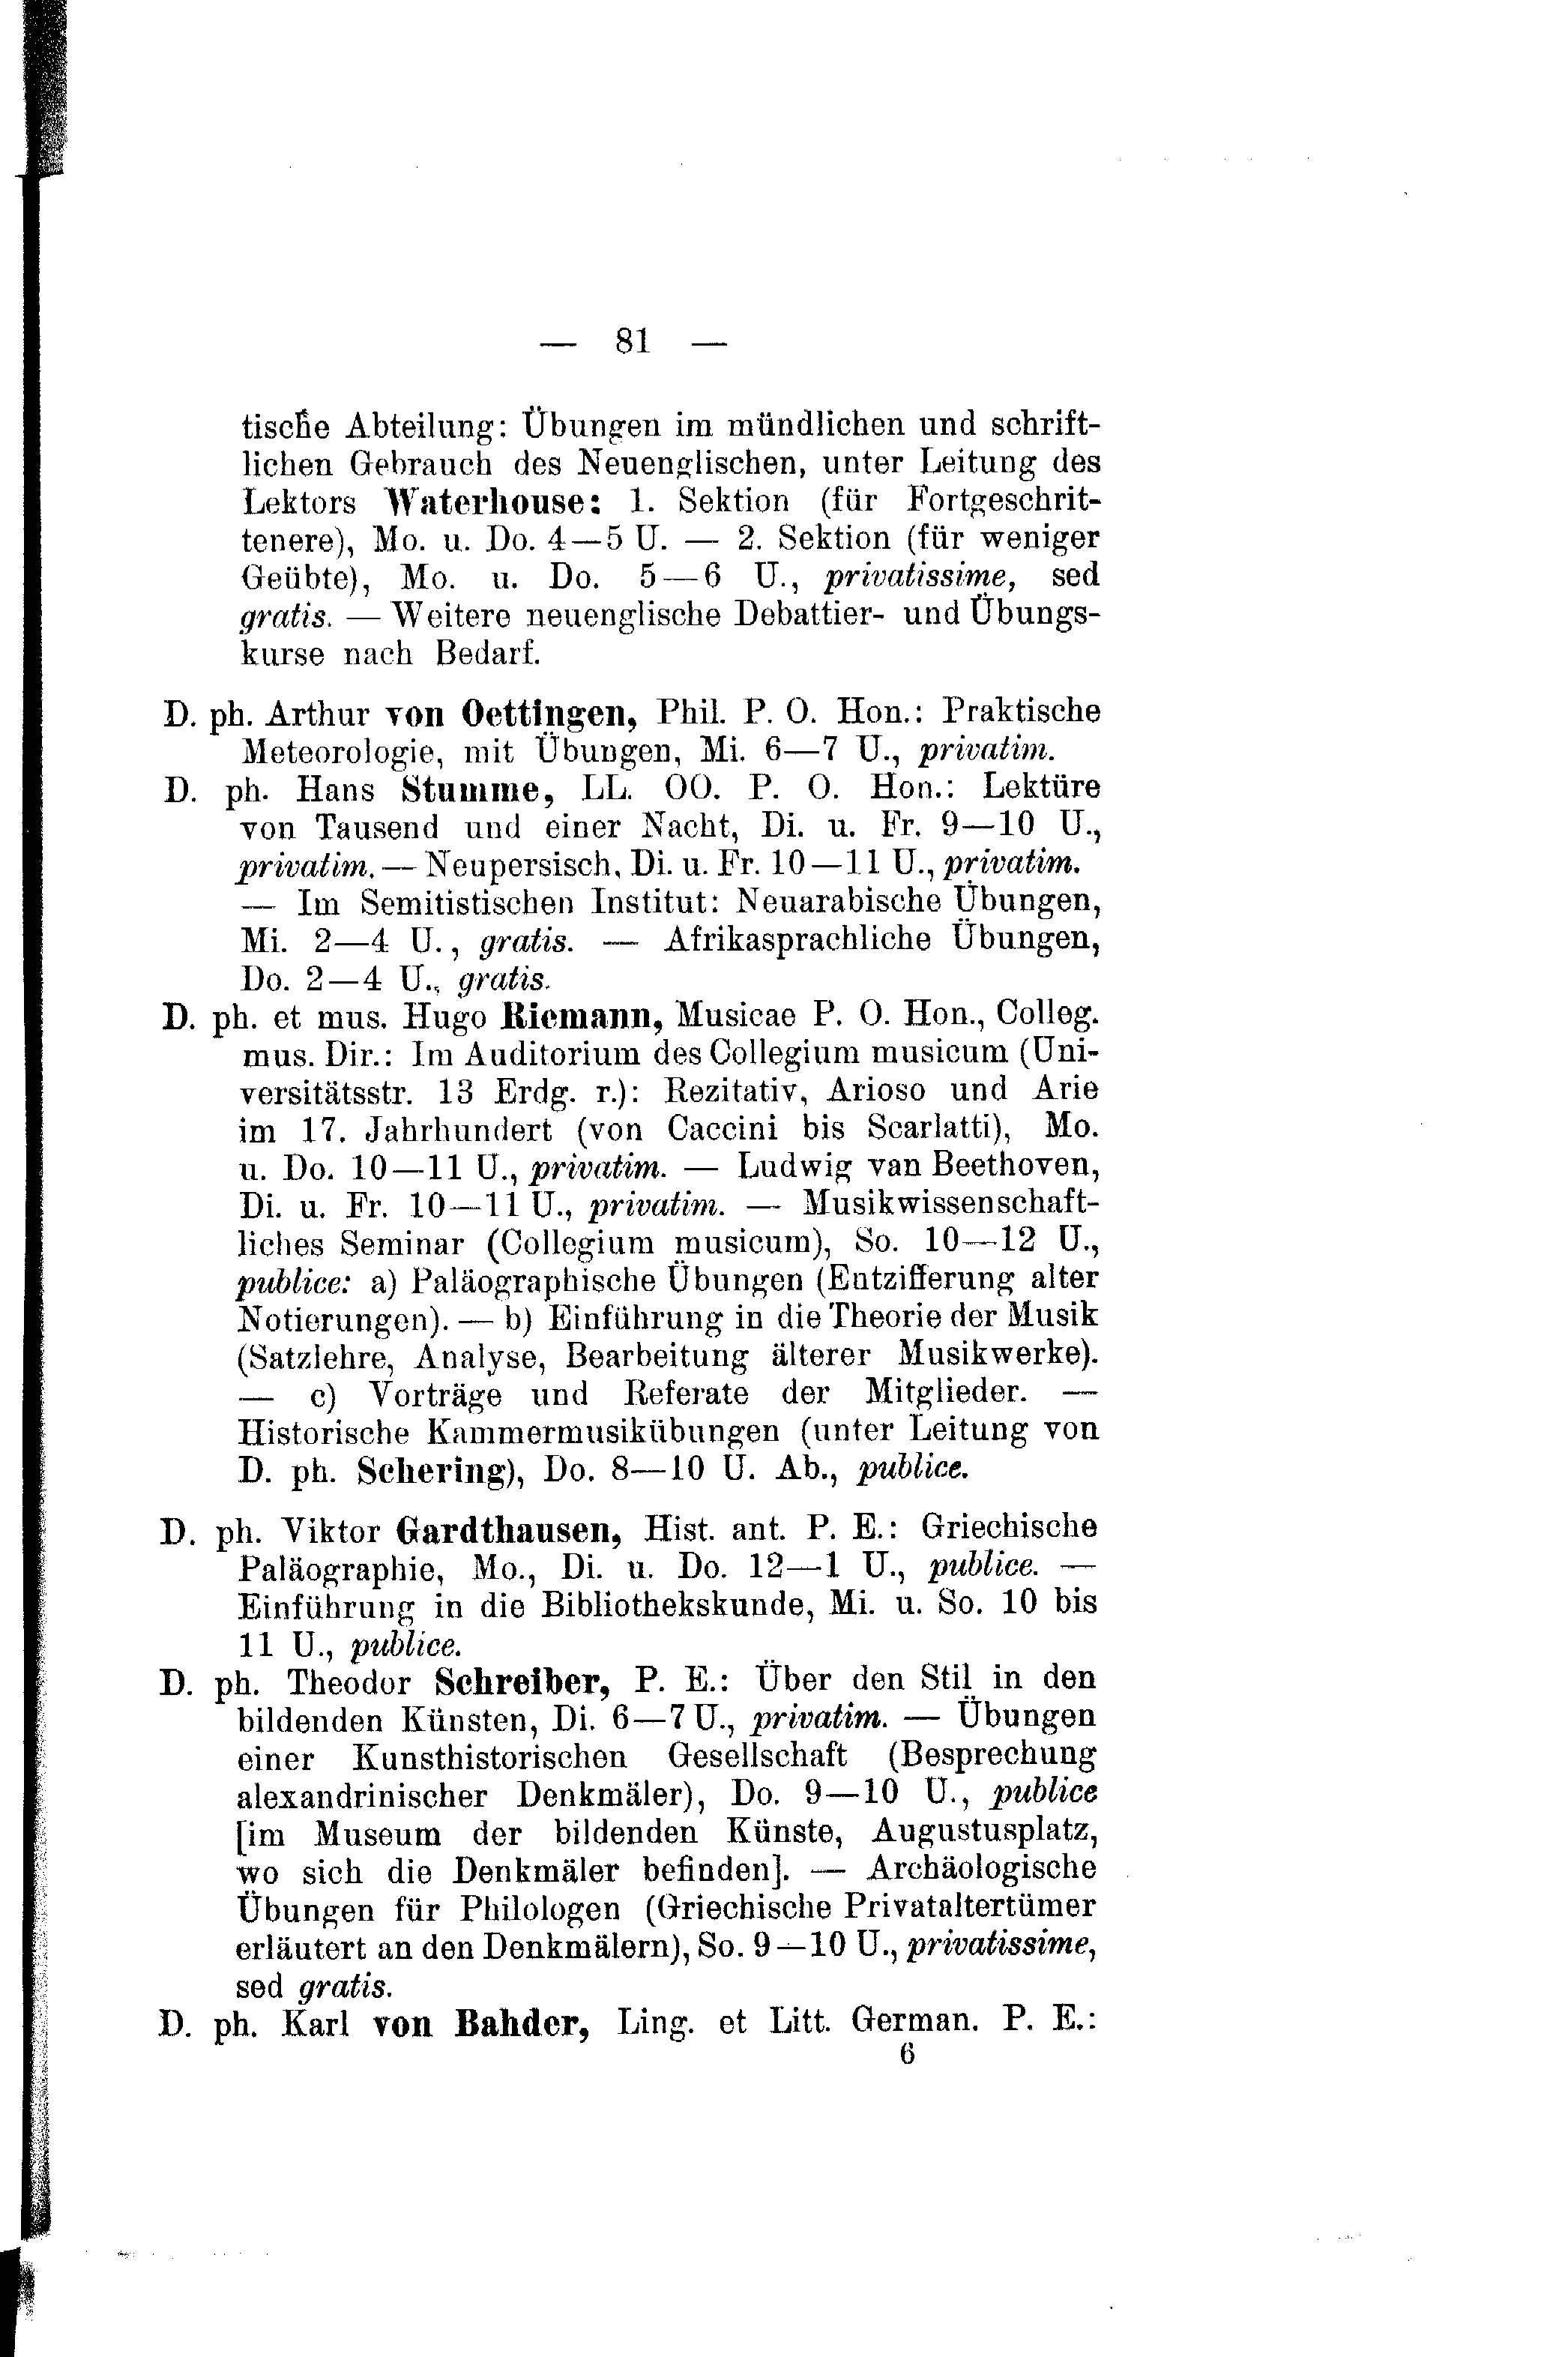 — 81 —
tische Abteilung: Übungen im mündlichen und schrift-
lichen Gebrauch des Neuenglischen, unter Leitung des
Lektors Waterhouse: 1. Sektion (für Fortgeschrit-
tenere), Mo. u. Do. 4—5 U. — 2. Sektion (für weniger
Geübte), Mo. u. Do. 5—6 U., privatissime, sed
gratis. — Weitere neuenglische Debattier- und Übungs-
kurse nach Bedarf.
D. ph. Arthur von Oettingen, Phil. P. O. Hon.: Praktische
Meteorologie, mit Übungen, Mi. 6—7 U., privatim.
D. ph. Hans Stumme, LL. OO. P. O. Hon.: Lektüre
von Tausend und einer Nacht, Di. u. Fr. 9—10 U.,
privatim. — Neupersisch, Di. u. Fr. 10—11 U., privatim.
— Im Semitistischen Institut: Neuarabische Übungen,
Mi. 2—4 U., gratis. — Afrikasprachliche Übungen,
Do. 2—4 U., gratis.
D. ph. et mus. Hugo Riemann, Musicae P. O. Hon., Colleg.
mus. Dir.: Im Auditorium des Collegium musicum (Uni-
versitätsstr. 13 Erdg. r.): Rezitativ, Arioso und Arie
im 17. Jahrhundert (von Caccini bis Scarlatti), Mo.
u. Do. 10—11 U., privatim. — Ludwig van Beethoven,
Di. u. Fr. 10—11 U., privatim. — Musikwissenschaft-
liches Seminar (Collegium musicum), So. 10—12 U.,
publice: a) Paläographische Übungen (Entzifferung alter
Notierungen). — b) Einführung in die Theorie der Musik
(Satzlehre, Analyse, Bearbeitung älterer Musikwerke).
— c) Vorträge und Referate der Mitglieder. —
Historische Kammermusikübungen (unter Leitung von
D. ph. Schering), Do. 8—10 U. Ab., publice.
D. ph. Viktor Gardthausen, Hist. ant. P. E.: Griechische
Paläographie, Mo., Di. u. Do. 12—1 U., publice. —
Einführung in die Bibliothekskunde, Mi. u. So. 10 bis
11 U., publice.
D. ph. Theodor Schreiber, P. E.: Über den Stil in den
bildenden Künsten, Di. 6—7 U., privatim. — Übungen
einer Kunsthistorischen Gesellschaft (Besprechung
alexandrinischer Denkmäler), Do. 9—10 U., publice
[im Museum der bildenden Künste, Augustusplatz,
wo sich die Denkmäler befinden]. — Archäologische
Übungen für Philologen (Griechische Privataltertümer
erläutert an den Denkmälern), So. 9—10 U., privatissime,
sed gratis.
D. ph. Karl von Bahder, Ling. et Litt. German. P. E.:
6